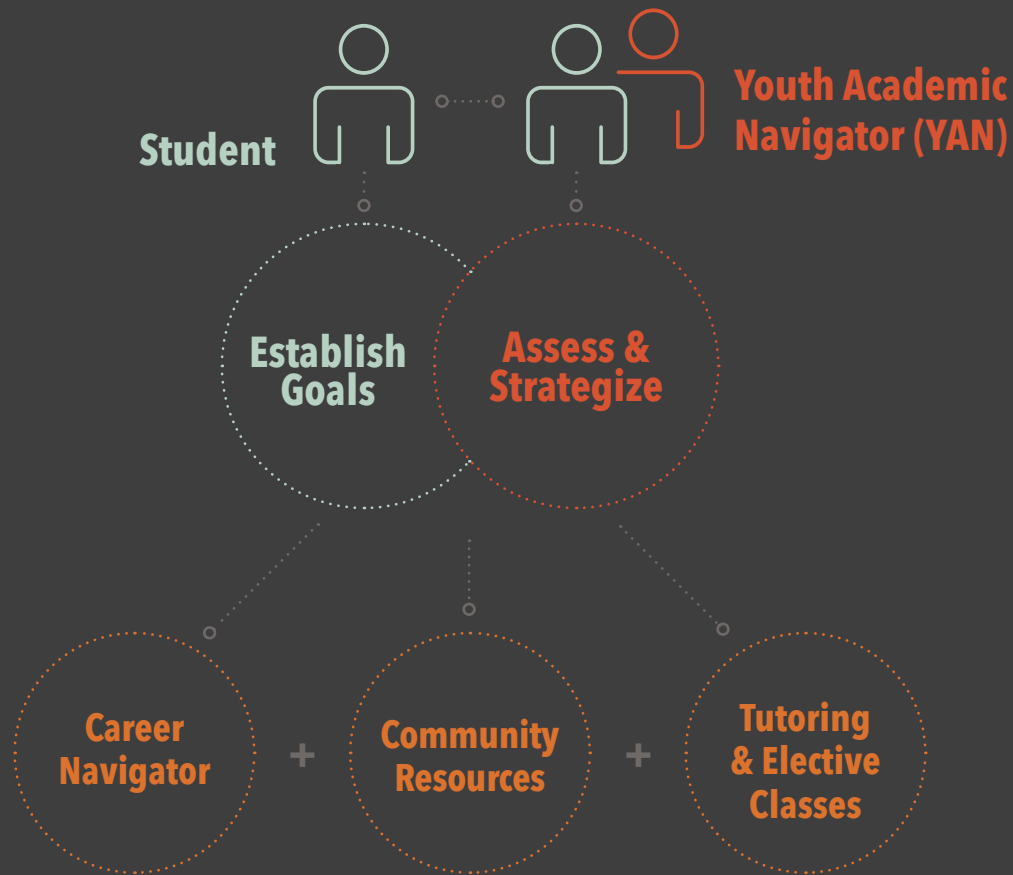 Student
Youth Academic
Navigator (YAN)
Establish
Goals
Assess &
Strategize
Career
Navigator
+
Community
Resources
+
Tutoring
& Elective
Classes